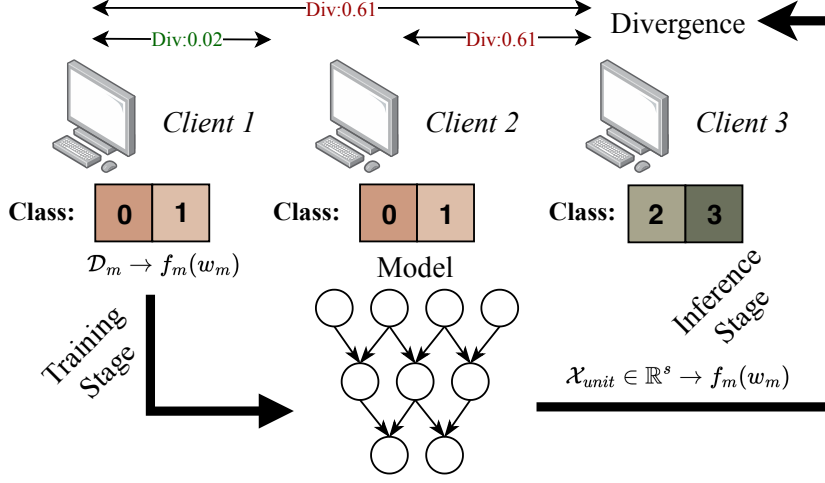 Div:0.61
Div:0.02
Div:0.61
Divergence
Client 1
Client 2
Client 3
Class: 0 1
Class: 0 1
Class: 2 3
𝒟ₘ → fₘ(wₘ)
Model
Training
Stage
Inference
Stage
𝒳_unit ∈ ℝˢ → fₘ(wₘ)